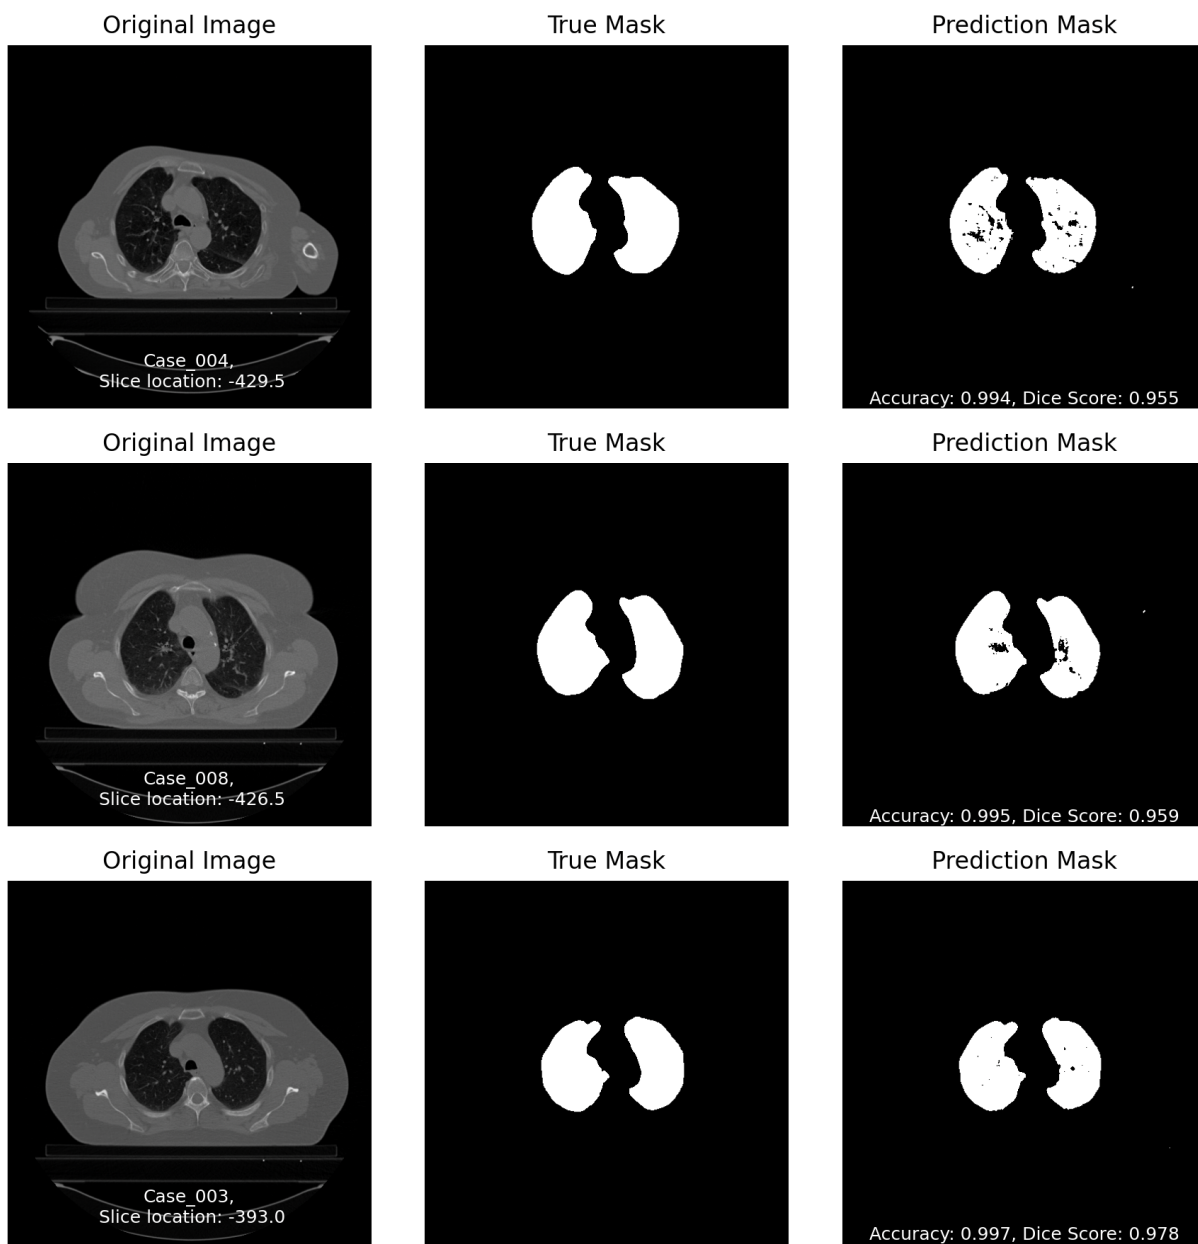 Original Image
True Mask
Prediction Mask
Case_004,
Slice location: -429.5
Accuracy: 0.994, Dice Score: 0.955
Original Image
True Mask
Prediction Mask
Case_008,
Slice location: -426.5
Accuracy: 0.995, Dice Score: 0.959
Original Image
True Mask
Prediction Mask
Case_003,
Slice location: -393.0
Accuracy: 0.997, Dice Score: 0.978